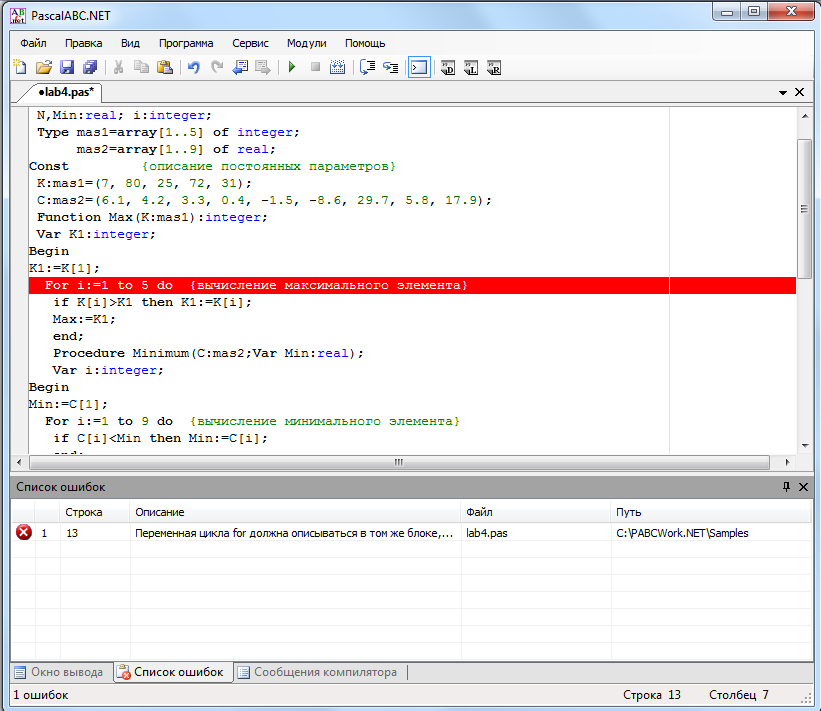 PascalABC.NET
Файл Правка Вид Программа Сервис Модули Помощь
•lab4.pas*
N,Min:real; i:integer;
Type mas1=array[1..5] of integer;
mas2=array[1..9] of real;
Const {описание постоянных параметров}
K:mas1=(7, 80, 25, 72, 31);
C:mas2=(6.1, 4.2, 3.3, 0.4, -1.5, -8.6, 29.7, 5.8, 17.9);
Function Max(K:mas1):integer;
Var K1:integer;
Begin
K1:=K[1];
For i:=1 to 5 do {вычисление максимального элемента}
if K[i]>K1 then K1:=K[i];
Max:=K1;
end;
Procedure Minimum(C:mas2;Var Min:real);
Var i:integer;
Begin
Min:=C[1];
For i:=1 to 9 do {вычисление минимального элемента}
if C[i]<Min then Min:=C[i];
Список ошибок
Строка Описание Файл Путь
1 13 Переменная цикла for должна описываться в том же блоке,... lab4.pas C:\PABCWork.NET\Samples
Окно вывода Список ошибок Сообщения компилятора
1 ошибок Строка 13 Столбец 7